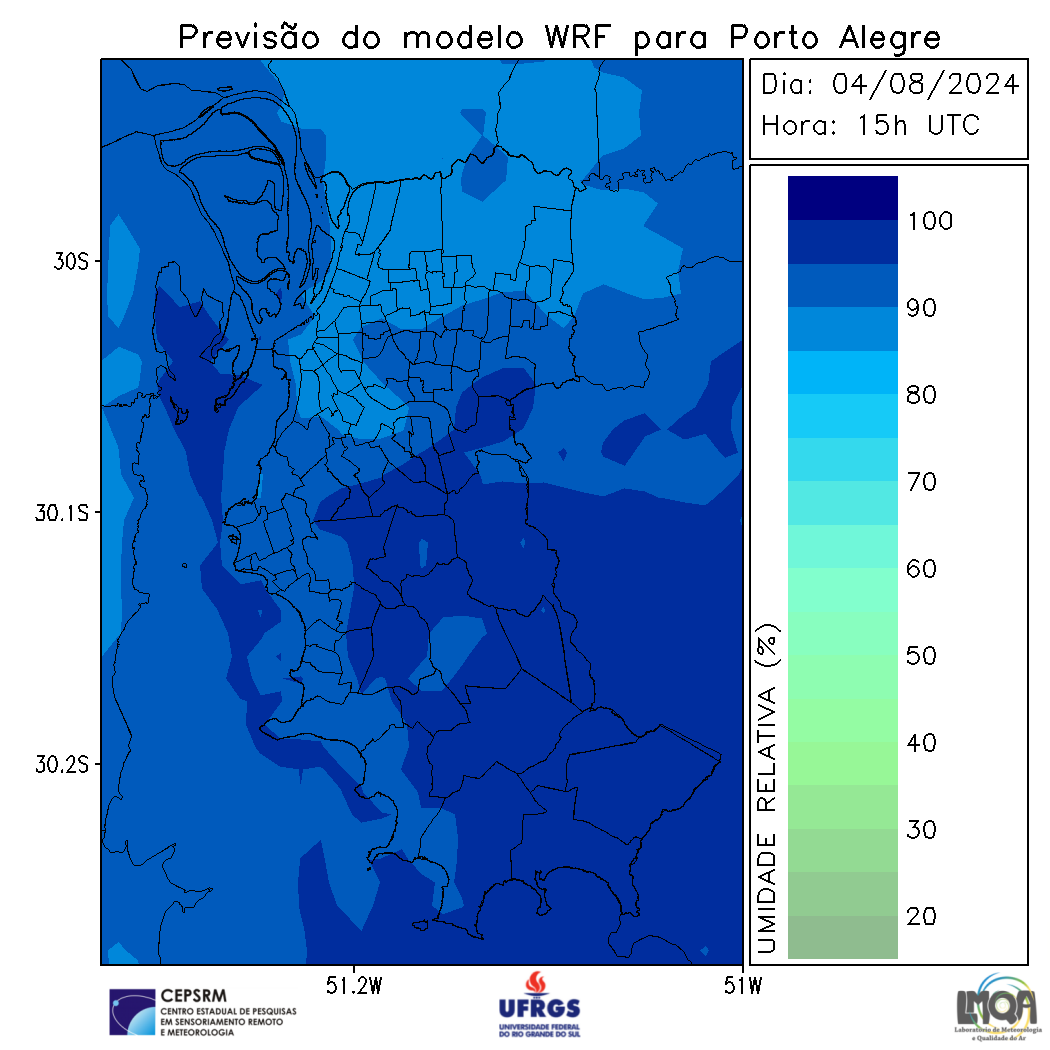 Previsão do modelo WRF para Porto Alegre
Dia: 04/08/2024
Hora: 15h UTC
100
90
80
70
60
50
40
30
20
UMIDADE RELATIVA (%)
30S
30.1S
30.2S
51.2W
51W
CEPSRM
CENTRO ESTADUAL DE PESQUISAS
EM SENSORIAMENTO REMOTO
E METEOROLOGIA
UFRGS
UNIVERSIDADE FEDERAL
DO RIO GRANDE DO SUL
LMQA
Laboratório de Meteorologia
e Qualidade do Ar